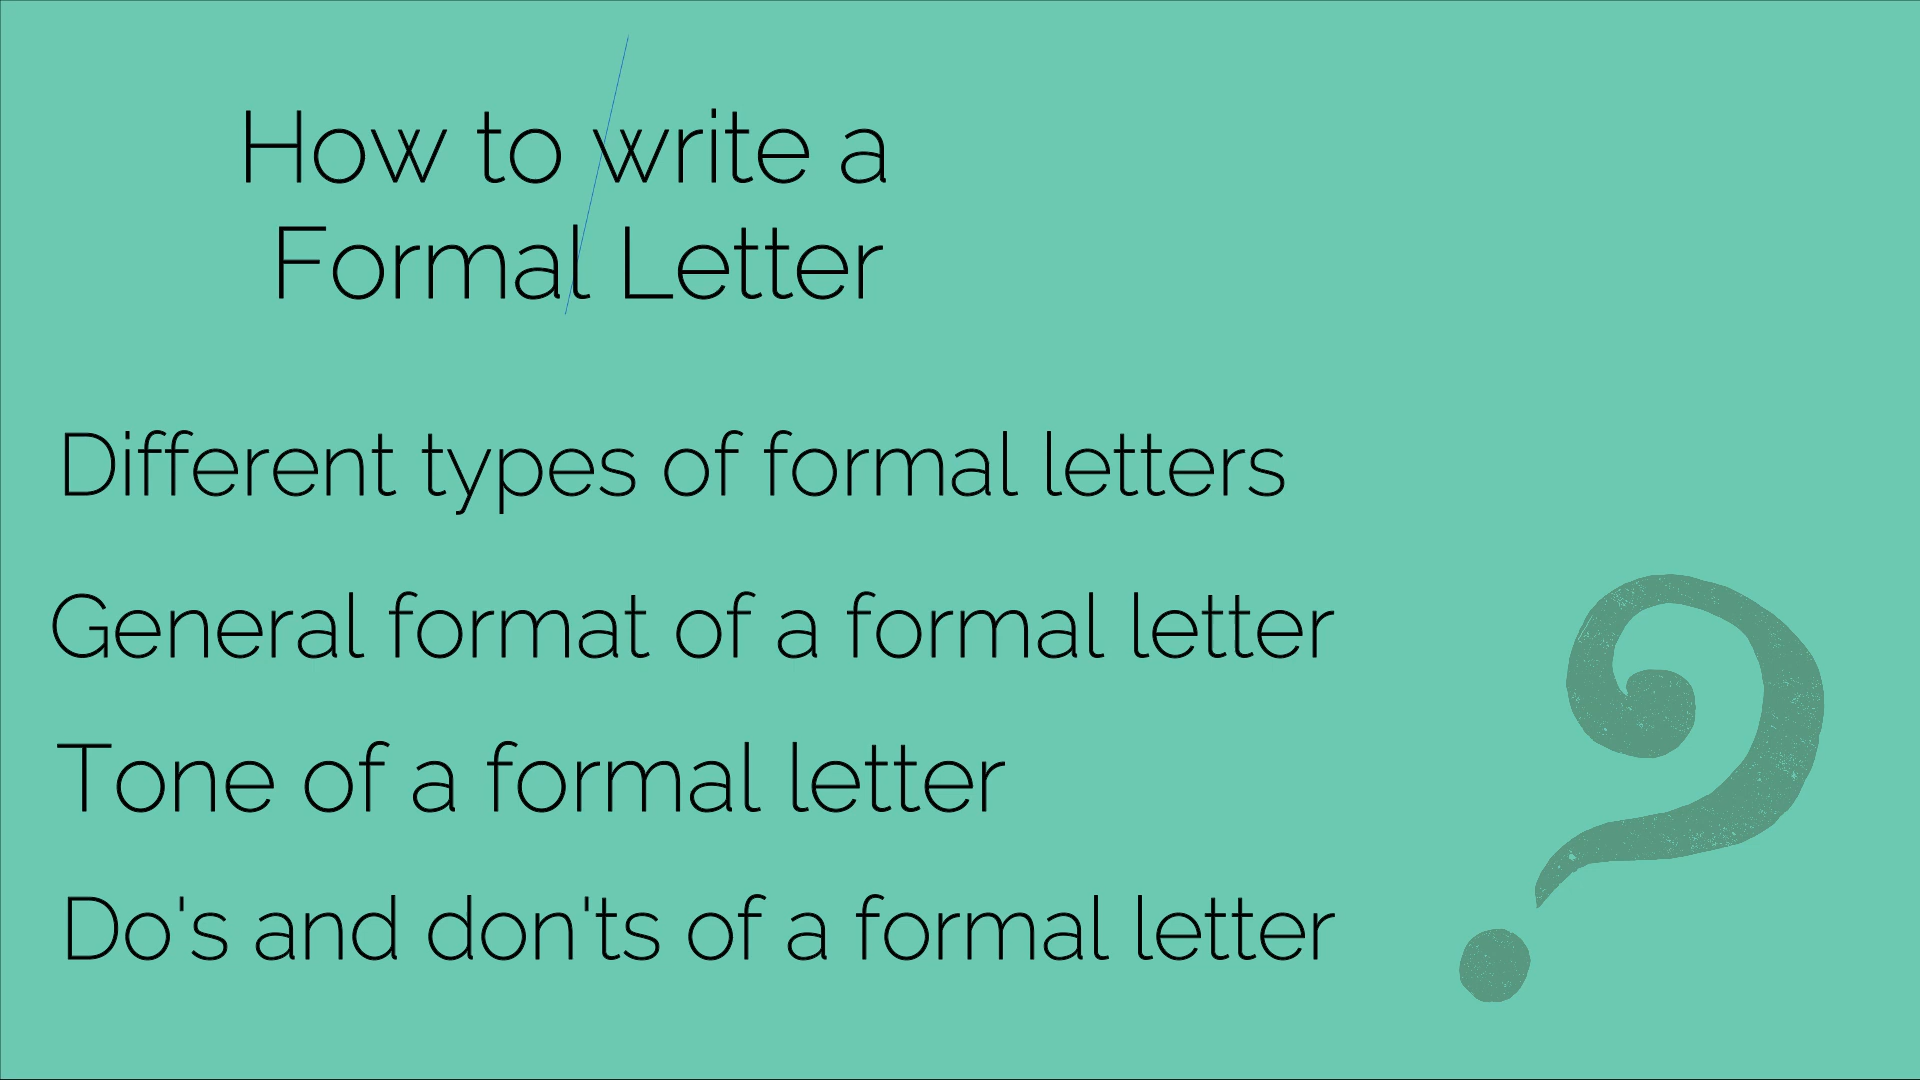 How to write a
Formal Letter
Different types of formal letters
General format of a formal letter
Tone of a formal letter
Do's and don'ts of a formal letter
?